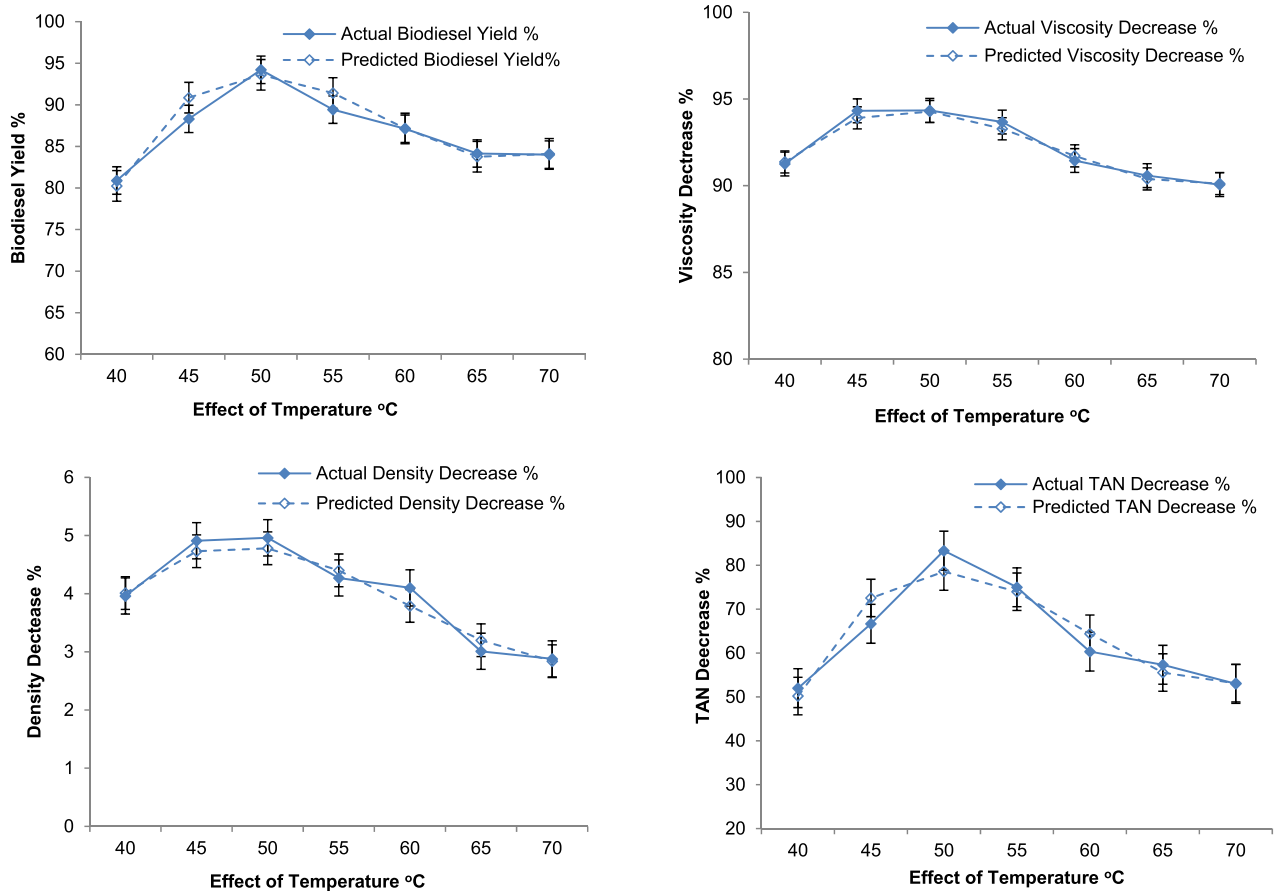 Actual Biodiesel Yield %
Predicted Biodiesel Yield%
Biodiesel Yield %
100
95
90
85
80
75
70
65
60
40 45 50 55 60 65 70
Effect of Tmperature ᵒC
Actual Viscosity Decrease %
Predicted Viscosity Decrease %
Viscosity Dectrease %
100
95
90
85
80
40 45 50 55 60 65 70
Effect of Temperature ᵒC
Actual Density Decrease %
Predicted Density Decrease %
Density Dectease %
6
5
4
3
2
1
0
40 45 50 55 60 65 70
Effect of Temperature ᵒC
Actual TAN Decrease %
Predicted TAN Decrease %
TAN Deecrease %
100
90
80
70
60
50
40
30
20
40 45 50 55 60 65 70
Effect of Temperature ᵒC